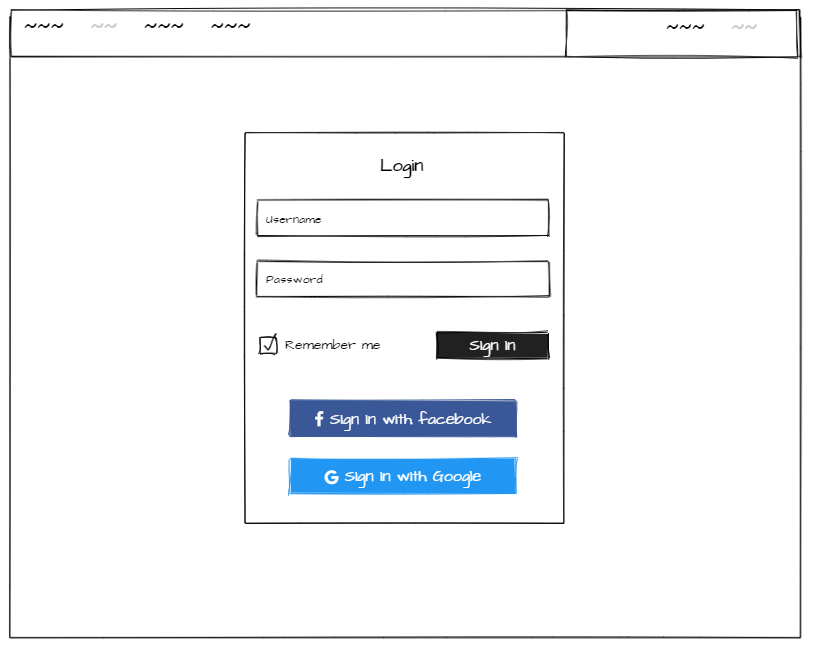 Login
Username
Password
Remember me
Sign in
Sign in with facebook
Sign in with Google